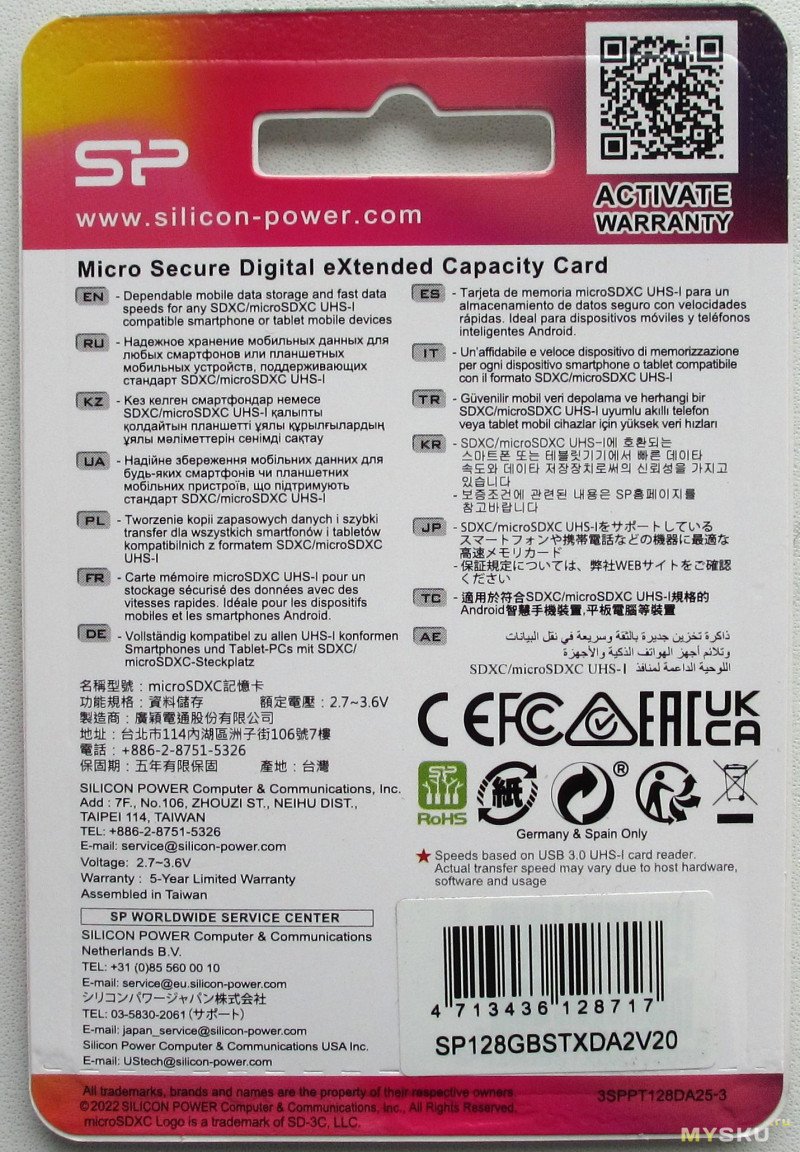 SP
www.silicon-power.com
ACTIVATE
WARRANTY
Micro Secure Digital eXtended Capacity Card
EN - Dependable mobile data storage and fast data
speeds for any SDXC/microSDXC UHS-I
compatible smartphone or tablet mobile devices
RU - Надежное хранение мобильных данных для
любых смартфонов или планшетных
мобильных устройств, поддерживающих
стандарт SDXC/microSDXC UHS-I
KZ - Кез келген смартфондар немесе
SDXC/microSDXC UHS-I қалыпты
қолдайтын планшетті ұялы құрылғылардың
ұялы мәліметтерін сенімді сақтау
UA - Надійне збереження мобільних данних для
будь-яких смартфонів чи планшетних
мобільних пристроїв, що підтримують
стандарт SDXC/microSDXC UHS-I
PL - Tworzenie kopii zapasowych danych i szybki
transfer dla wszystkich smartfonów i tabletów
kompatibilnich z formatem SDXC/microSDXC
UHS-I
FR - Carte mémoire microSDXC UHS-I pour un
stockage sécurisé des données avec des
vitesses rapides. Idéale pour les dispositifs
mobiles et les smartphones Android.
DE - Vollständig kompatibel zu allen UHS-I konformen
Smartphones und Tablet-PCs mit SDXC/
microSDXC-Steckplatz
ES - Tarjeta de memoria microSDXC UHS-I para un
almacenamiento de datos seguro con velocidades
rápidas. Ideal para dispositivos móviles y teléfonos
inteligentes Android.
IT - Un'affidabile e veloce dispositivo di memorizzazione
per ogni dispositivo smartphone o tablet compatibile
con il formato SDXC/microSDXC UHS-I
TR - Güvenilir mobil veri depolama ve herhangi bir
SDXC/microSDXC UHS-I uyumlu akıllı telefon
veya tablet mobil cihazlar için yüksek veri hızları
KR - SDXC/microSDXC UHS-I에 호환되는
스마트폰 또는 테블릿기기에서 빠른 데이타
속도와 데이타 저장장치로써의 신뢰성을 가지고
있습니다
- 보증조건에 관련된 내용은 SP홈페이지를
참고바랍니다
JP - SDXC/microSDXC UHS-Iをサポートしている
スマートフォンや携帯電話などの機器に最適な
高速メモリカード
- 保証規定については、弊社WEBサイトをご確認
ください
TC - 適用於符合SDXC/microSDXC UHS-I規格的
Android智慧手機裝置,平板電腦等裝置
AE - ذاكرة تخزين جديرة بالثقة وسريعة في نقل البيانات
وتلائم أجهز الهواتف الذكية والأجهزة
اللوحية الداعمة لمنافذ SDXC/microSDXC UHS-I
名稱型號：microSDXC記憶卡
功能規格：資料儲存 額定電壓：2.7~3.6V
製造商：廣穎電通股份有限公司
地址：台北市114內湖區洲子街106號7樓
電話：+886-2-8751-5326
保固期：五年有限保固 產地：台灣
SILICON POWER Computer & Communications, Inc.
Add : 7F., No.106, ZHOUZI ST., NEIHU DIST.,
TAIPEI 114, TAIWAN
TEL: +886-2-8751-5326
E-mail: service@silicon-power.com
Voltage: 2.7~3.6V
Warranty : 5-Year Limited Warranty
Assembled in Taiwan
SP WORLDWIDE SERVICE CENTER
SILICON POWER Computer & Communications
Netherlands B.V.
TEL: +31 (0)85 560 00 10
E-mail: service@eu.silicon-power.com
シリコンパワージャパン株式会社
TEL: 03-5830-2061 (サポート)
E-mail: japan_service@silicon-power.com
Silicon Power Computer & Communications USA Inc.
E-mail: UStech@silicon-power.com
CE FC EAC UK
CA
SP
RoHS
紙
®
Germany & Spain Only
★ Speeds based on USB 3.0 UHS-I card reader.
Actual transfer speed may vary due to host hardware,
software and usage
4 713436 128717
SP128GBSTXDA2V20
All trademarks, brands and names are the property of their respective owners.
©2022 SILICON POWER Computer & Communications, Inc., All Rights Reserved.
microSDXC Logo is a trademark of SD-3C, LLC.
3SPPT128DA25-3
MYSKU.ru